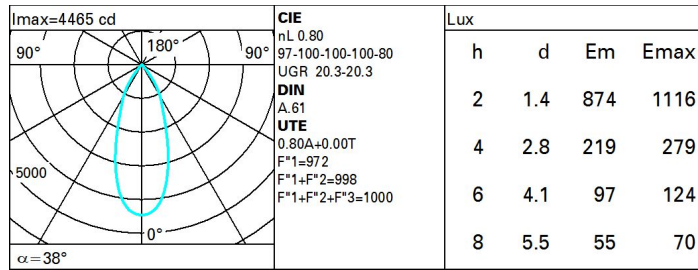 Imax=4465 cd
90°
180°
90°
5000
0°
α=38°
CIE
nL 0.80
97-100-100-100-80
UGR 20.3-20.3
DIN
A.61
UTE
0.80A+0.00T
F"1=972
F"1+F"2=998
F"1+F"2+F"3=1000
Lux
h d Em Emax
2 1.4 874 1116
4 2.8 219 279
6 4.1 97 124
8 5.5 55 70